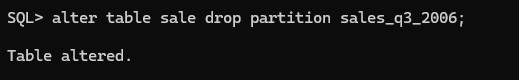 SQL> alter table sale drop partition sales_q3_2006;
Table altered.